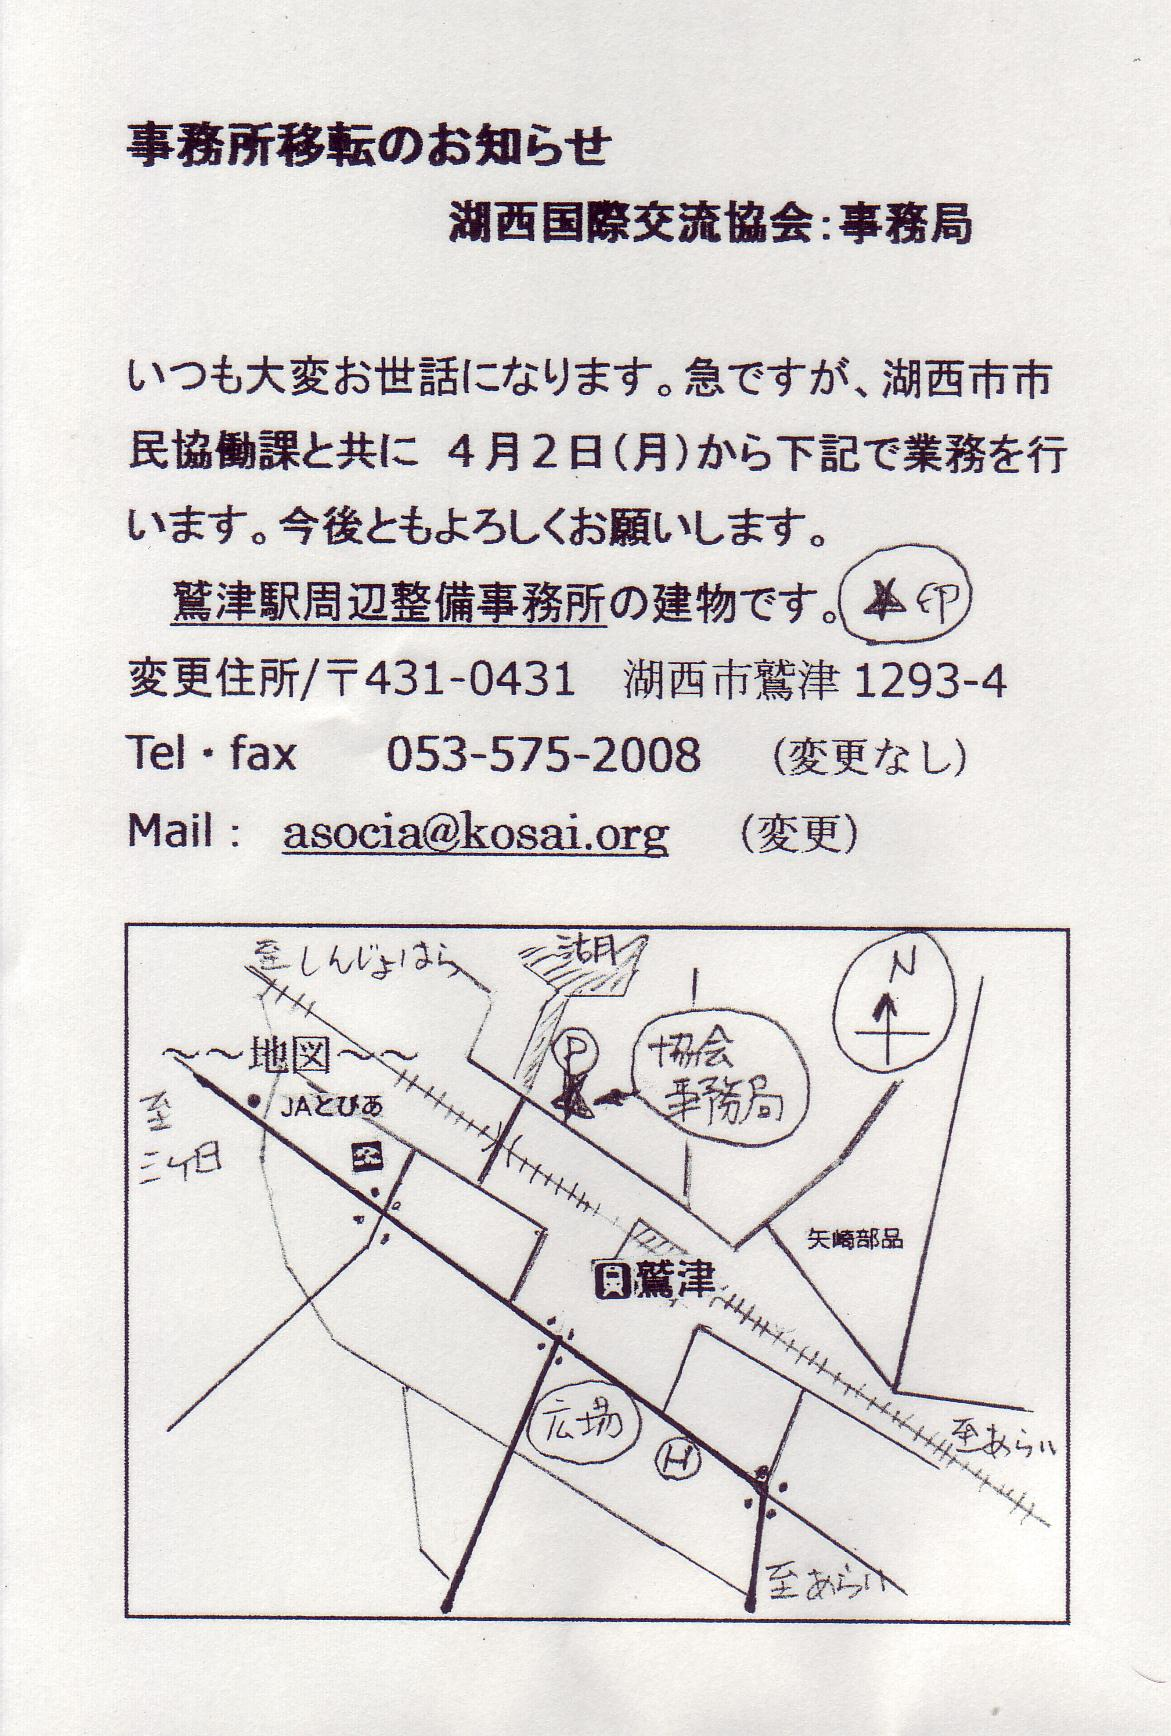 事務所移転のお知らせ
湖西国際交流協会：事務局
いつも大変お世話になります。急ですが、湖西市市
民協働課と共に　４月２日(月)から下記で業務を行
います。今後ともよろしくお願いします。
鷲津駅周辺整備事務所の建物です。★印
変更住所/〒431-0431　湖西市鷲津 1293-4
Tel・fax　053-575-2008　（変更なし）
Mail： asocia@kosai.org　（変更）
至しんじょはら
湖
N
P
協会
事務局
～～地図～～
JAとぴあ
至
三ヶ日
矢崎部品
鷲津
広場
H
至あらい
至あらい